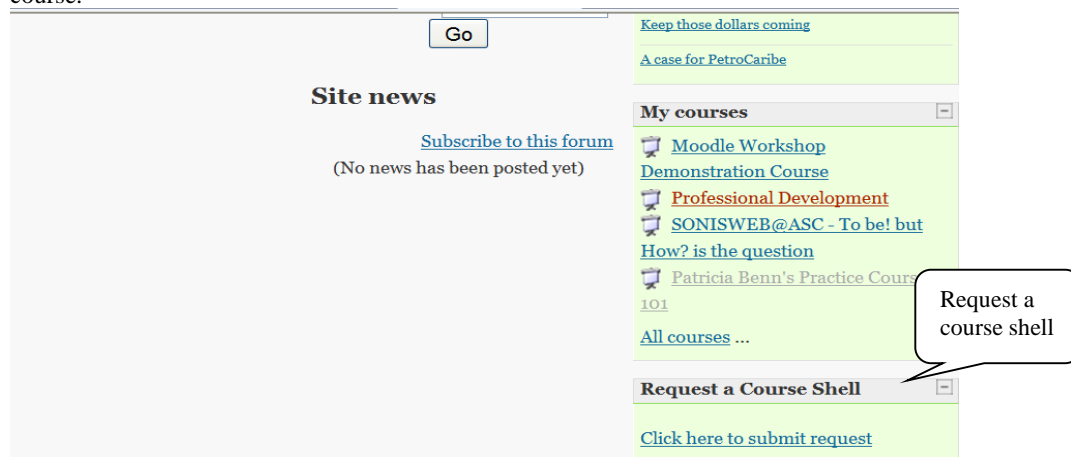 course.
Go
Site news
Subscribe to this forum
(No news has been posted yet)
Keep those dollars coming
A case for PetroCaribe
My courses
Moodle Workshop
Demonstration Course
Professional Development
SONISWEB@ASC - To be! but
How? is the question
Patricia Benn's Practice Cours
101
All courses ...
Request a
course shell
Request a Course Shell
Click here to submit request